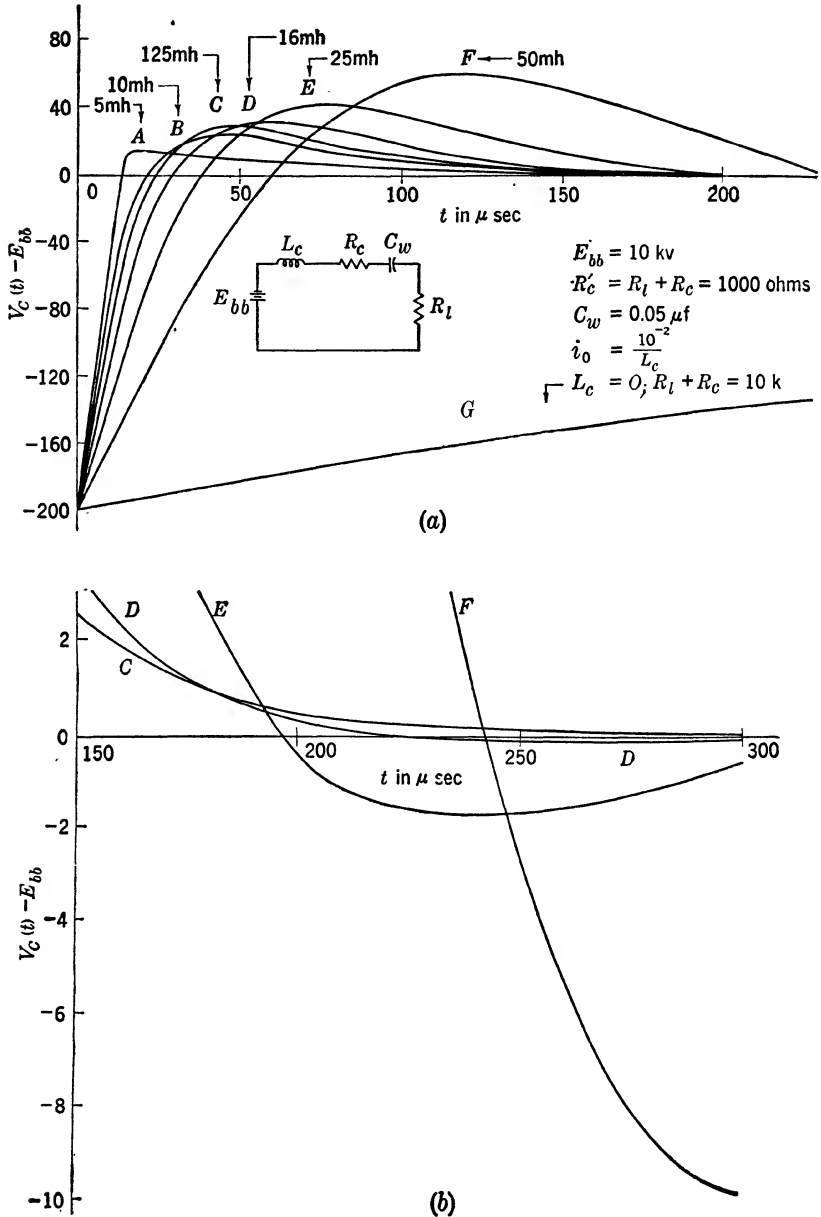 80
40
0
-40
-80
-120
-160
-200
V_C (t) – E_bb
5mh
A
10mh
B
125mh
C
16mh
D
25mh
E
F
50mh
0
50
100
150
200
t in μ sec
L_c
R_c
C_w
E_bb
R_l
E_bb = 10 kv
R'_c = R_l + R_c = 1000 ohms
C_w = 0.05 μf
i_0 = 10^-2 / L_c
L_c = O; R_l + R_c = 10 k
G
(a)
2
0
-2
-4
-6
-8
-10
V_C (t) – E_bb
D
C
E
F
150
200
250
300
t in μ sec
D
(b)